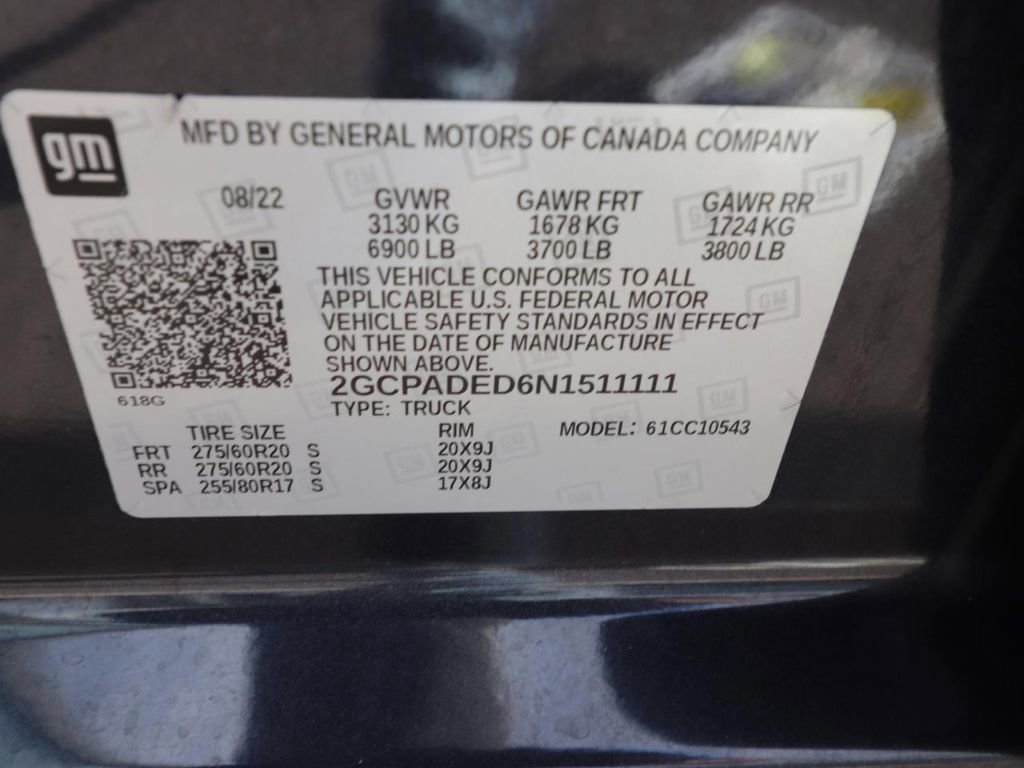 gm
MFD BY GENERAL MOTORS OF CANADA COMPANY
08/22 GVWR GAWR FRT GAWR RR
3130 KG 1678 KG 1724 KG
6900 LB 3700 LB 3800 LB
THIS VEHICLE CONFORMS TO ALL
APPLICABLE U.S. FEDERAL MOTOR
VEHICLE SAFETY STANDARDS IN EFFECT
ON THE DATE OF MANUFACTURE
SHOWN ABOVE.
2GCPADED6N1511111
618G
TYPE: TRUCK
TIRE SIZE RIM MODEL: 61CC10543
FRT 275/60R20 S 20X9J
RR 275/60R20 S 20X9J
SPA 255/80R17 S 17X8J